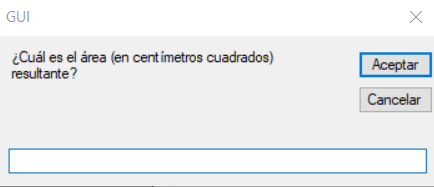 GUI
¿Cuál es el área (en centímetros cuadrados)
resultante?
Aceptar
Cancelar